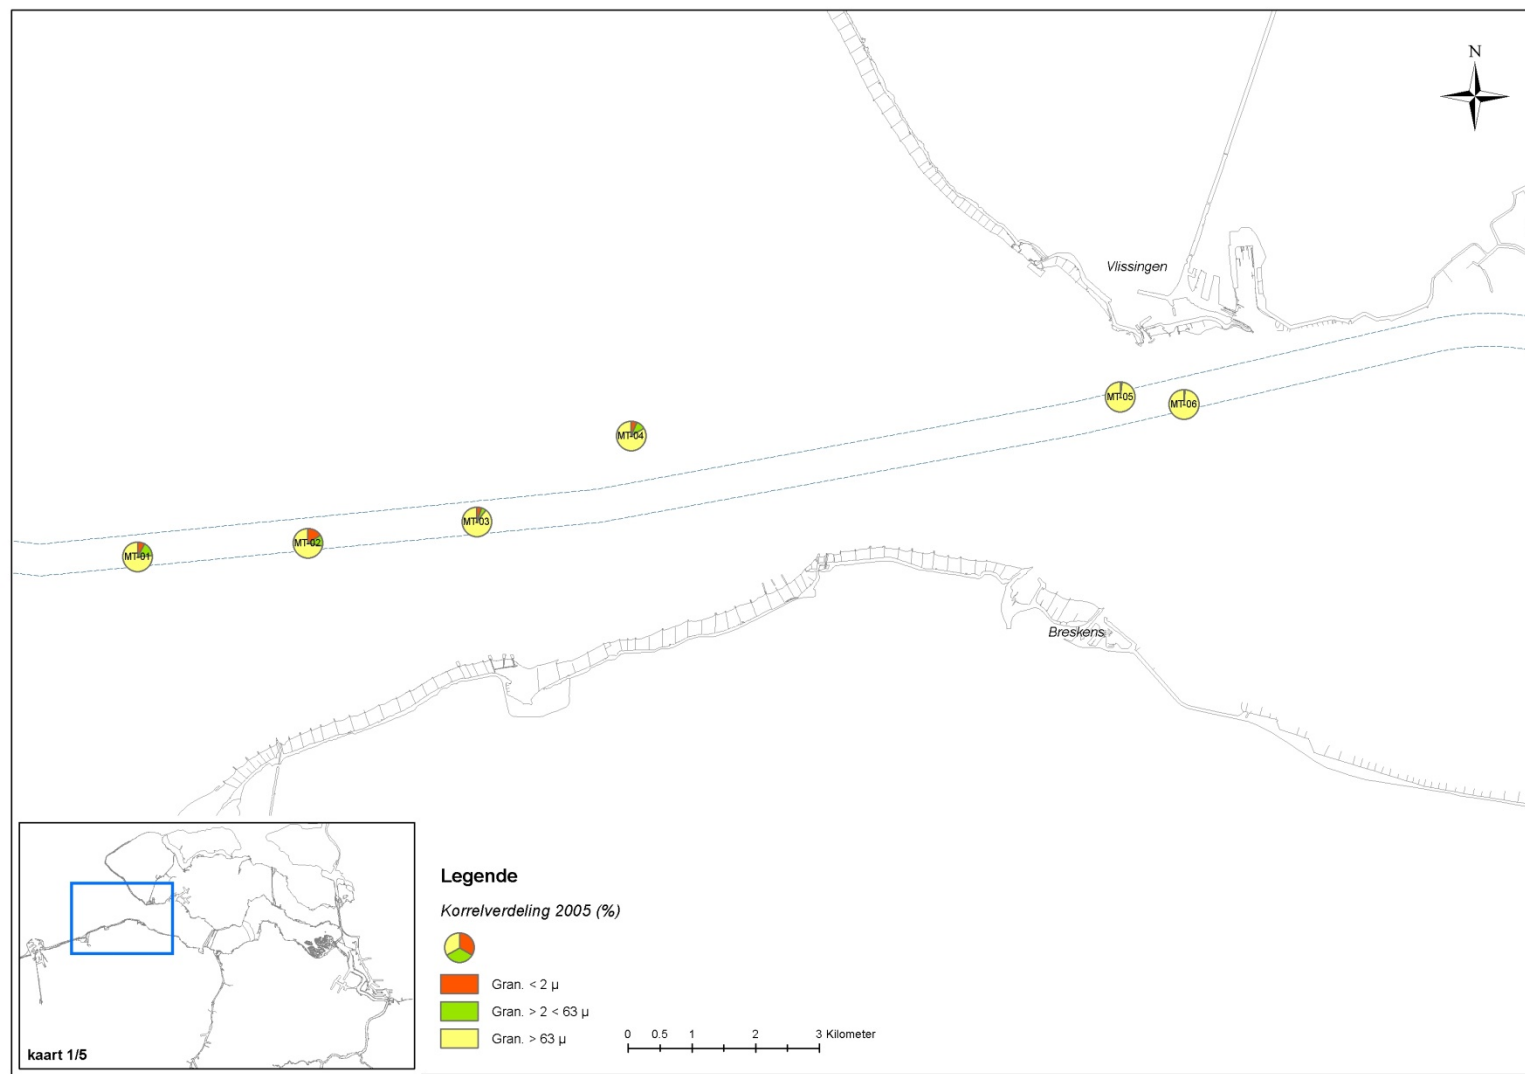 N
Vlissingen
MT-05
MT-06
MT-04
MT-03
MT-02
MT-01
Breskens
Legende
Korrelverdeling 2005 (%)
Gran. < 2 µ
Gran. > 2 < 63 µ
Gran. > 63 µ
0 0.5 1 2 3 Kilometer
kaart 1/5